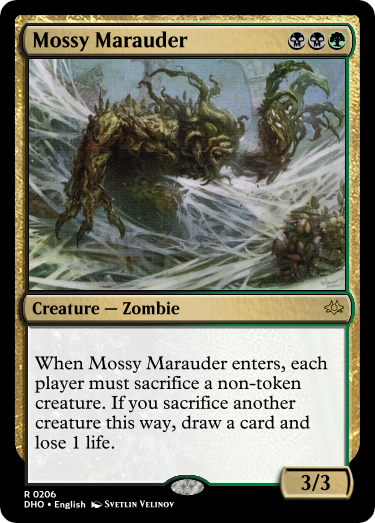 Mossy Marauder
Creature — Zombie
When Mossy Marauder enters, each
player must sacrifice a non-token
creature. If you sacrifice another
creature this way, draw a card and
lose 1 life.
3/3
R 0206
DHO • English Svetlin Velinov